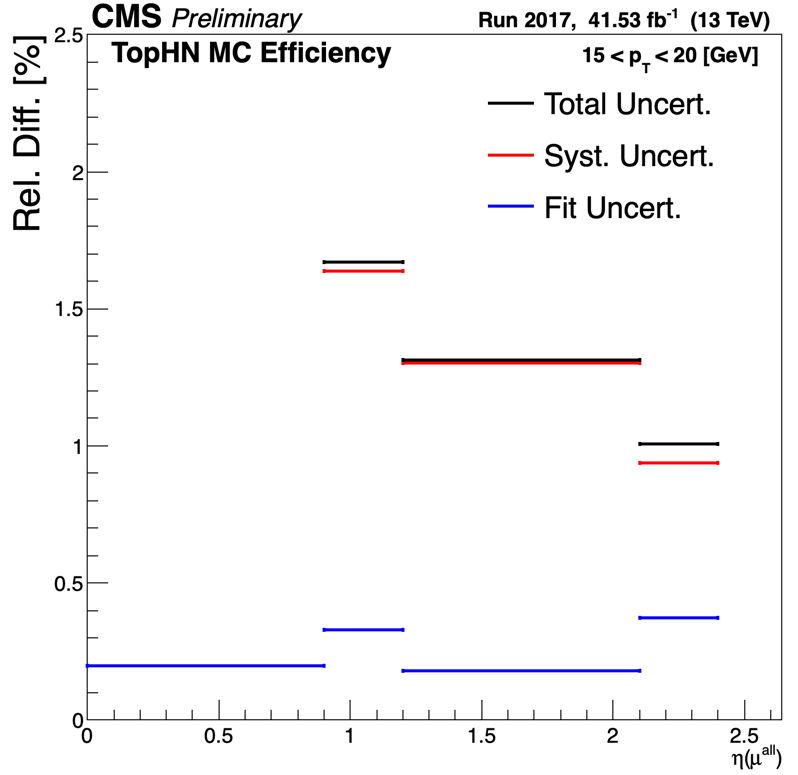 CMS Preliminary
Run 2017, 41.53 fb⁻¹ (13 TeV)
TopHN MC Efficiency
15 < p_T < 20 [GeV]
Total Uncert.
Syst. Uncert.
Fit Uncert.
Rel. Diff. [%]
2.5
2
1.5
1
0.5
0
0 0.5 1 1.5 2 2.5
η(μ^all)